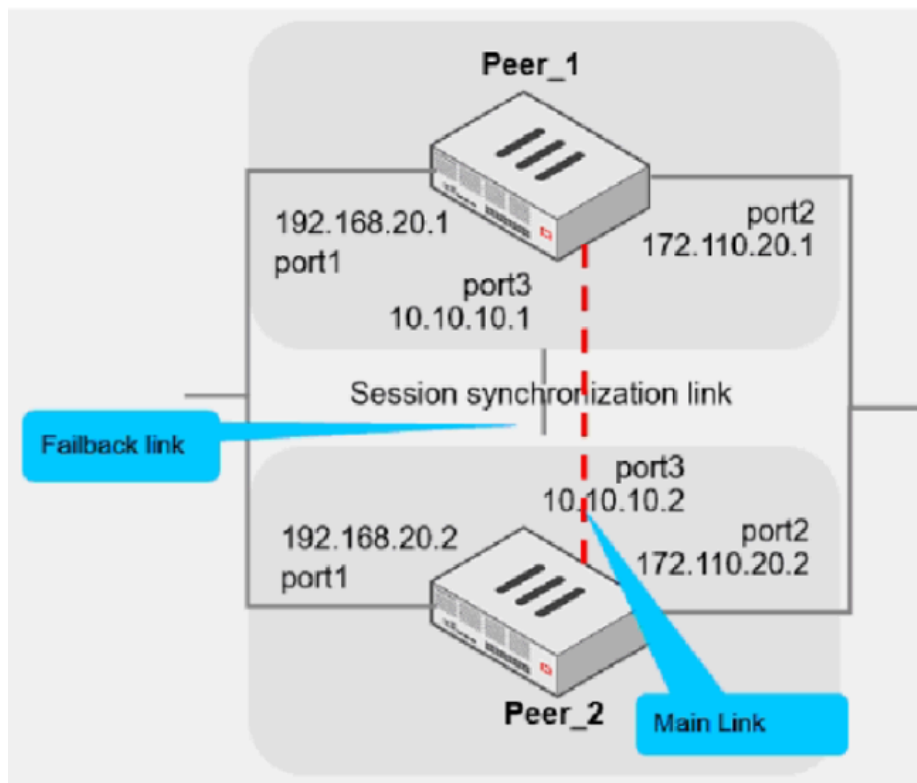 Peer_1
192.168.20.1
port1
port2
172.110.20.1
port3
10.10.10.1
Session synchronization link
Failback link
port3
10.10.10.2
192.168.20.2
port1
port2
172.110.20.2
Peer_2
Main Link